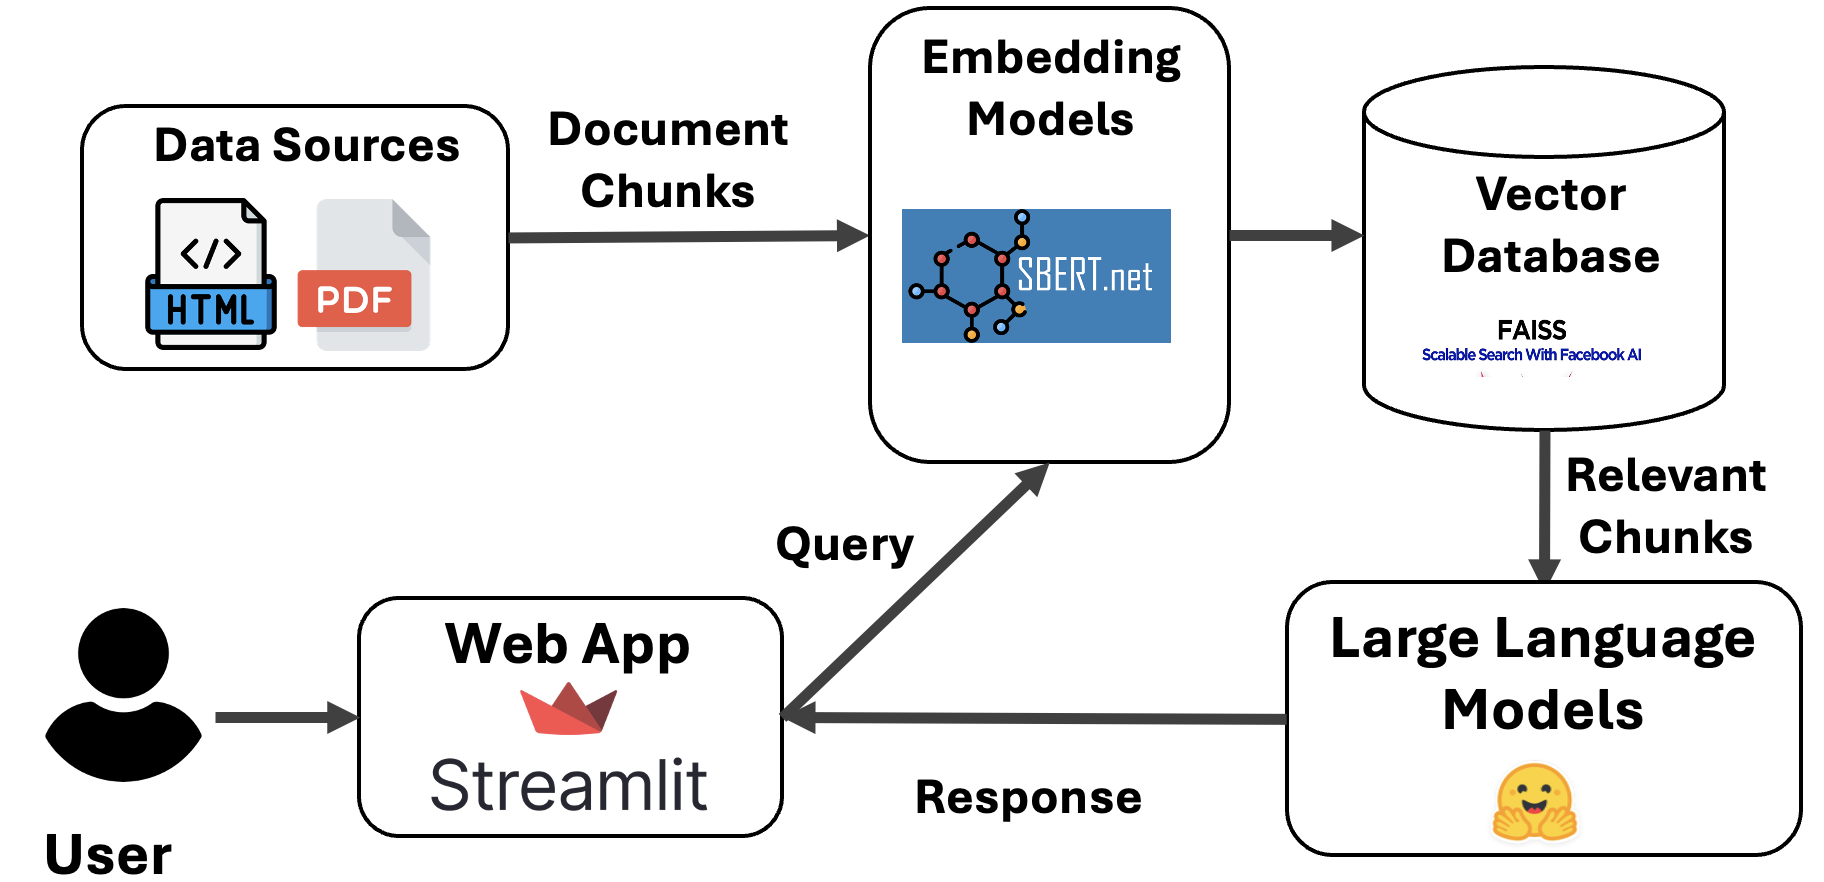 Data Sources
</>
HTML
PDF
Document
Chunks
Embedding
Models
SBERT.net
Vector
Database
FAISS
Scalable Search With Facebook AI
Relevant
Chunks
Query
User
Web App
Streamlit
Response
Large Language
Models